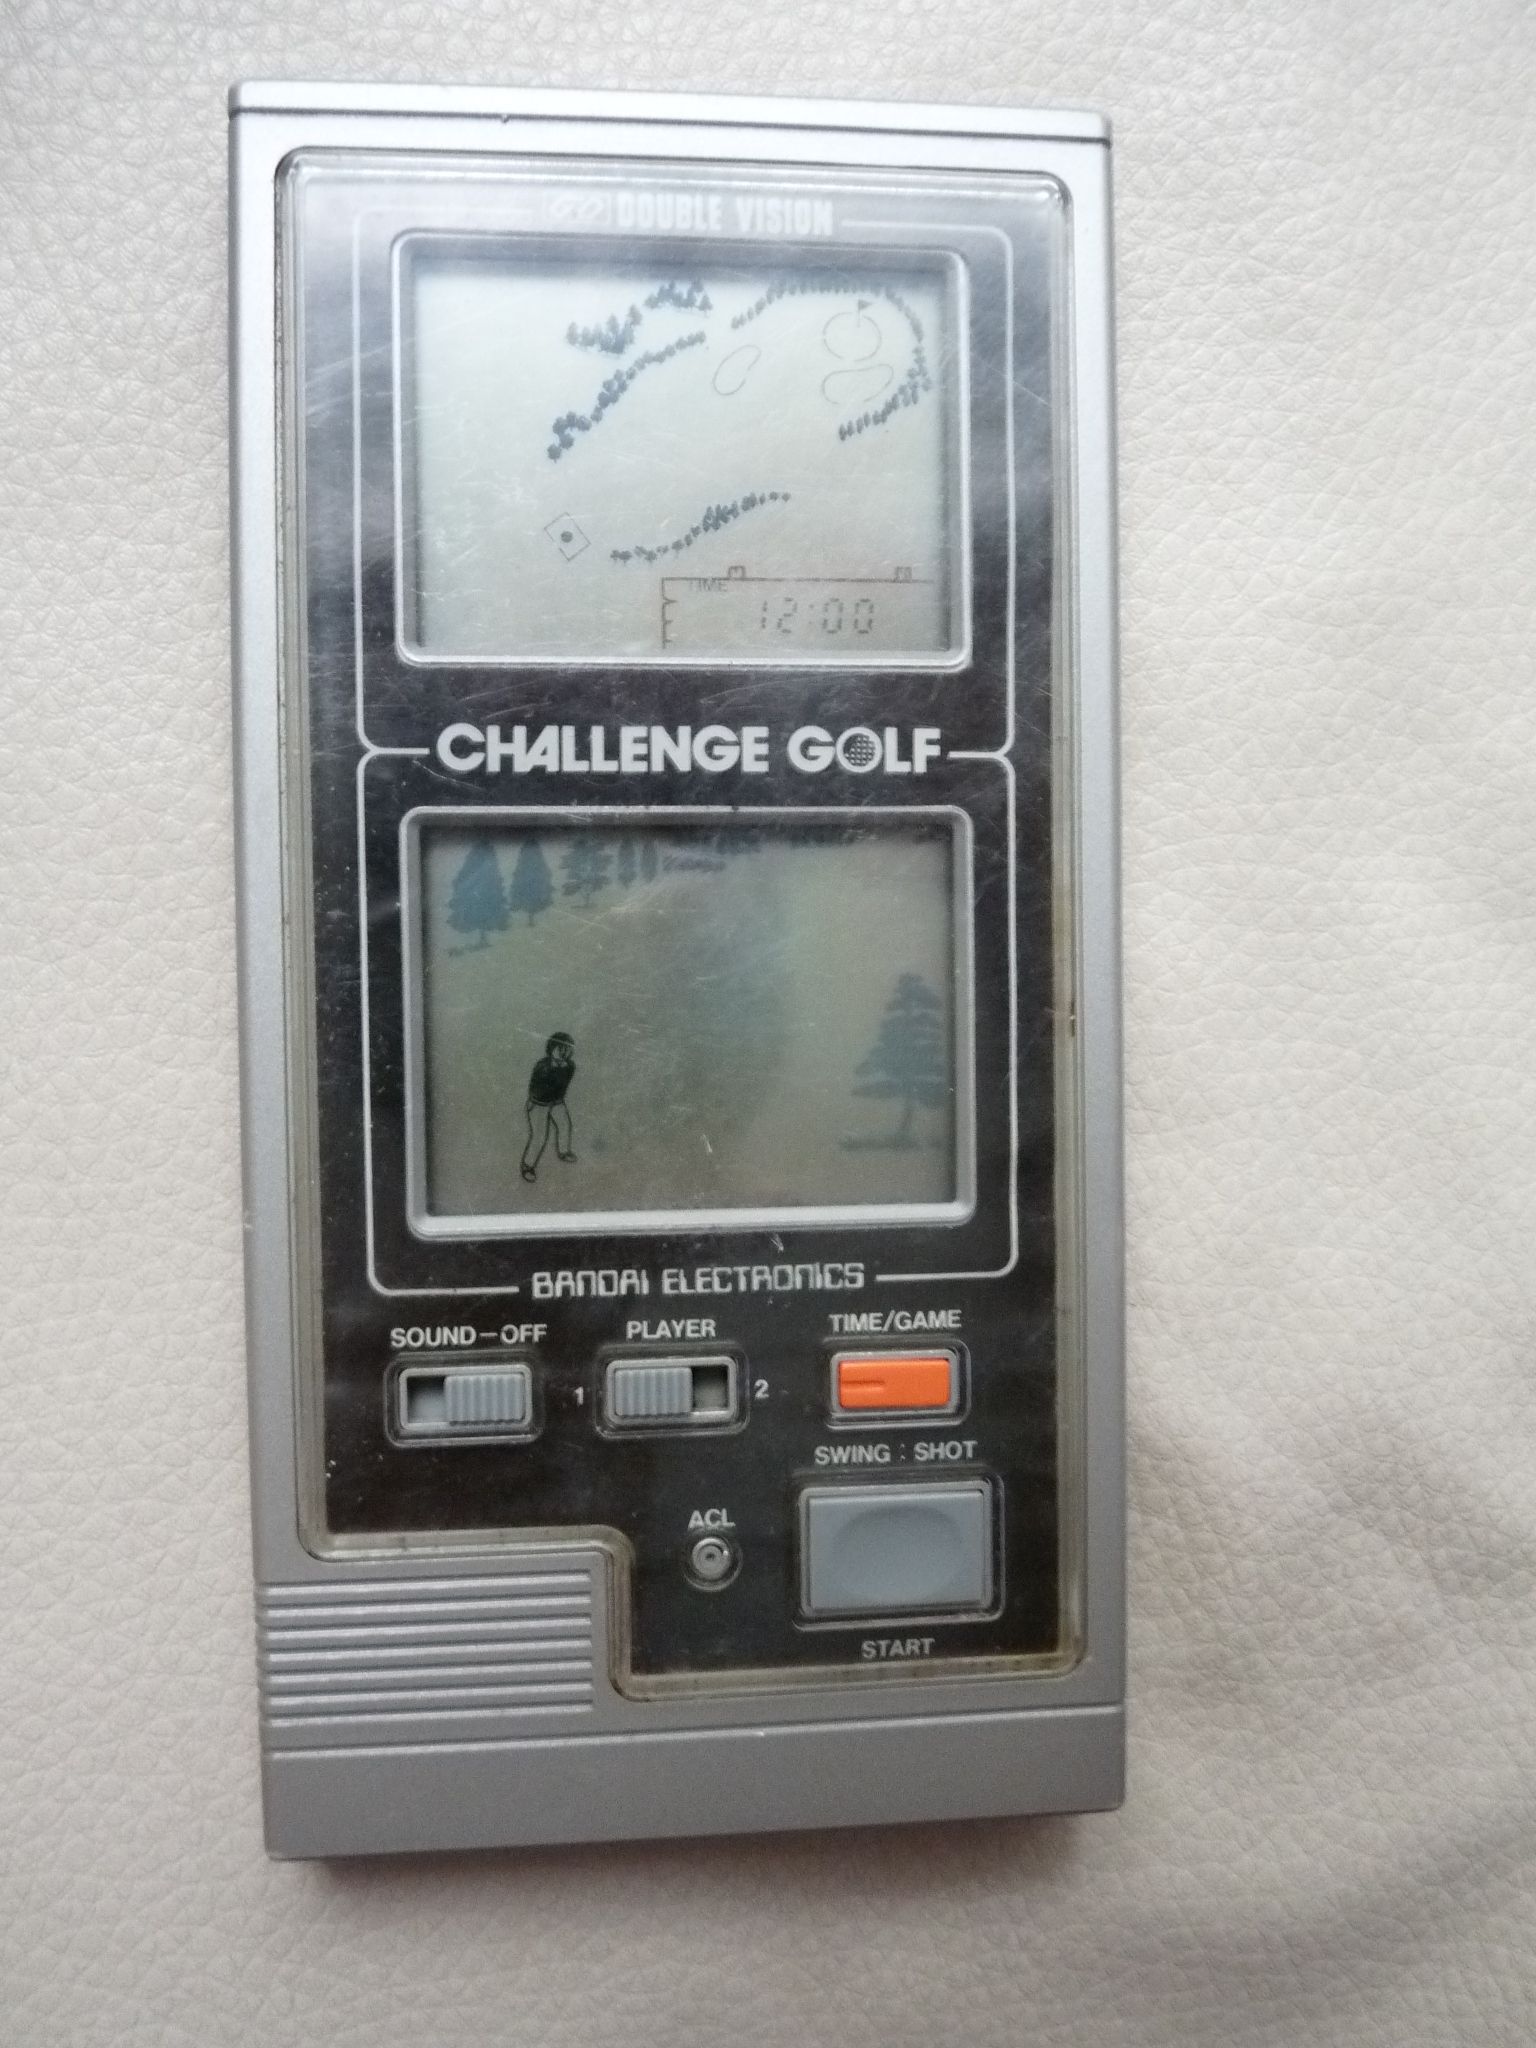 DOUBLE VISION
TIME
12:00
CHALLENGE GOLF
BANDAI ELECTRONICS
SOUND-OFF
PLAYER
TIME/GAME
1
2
SWING : SHOT
ACL
START